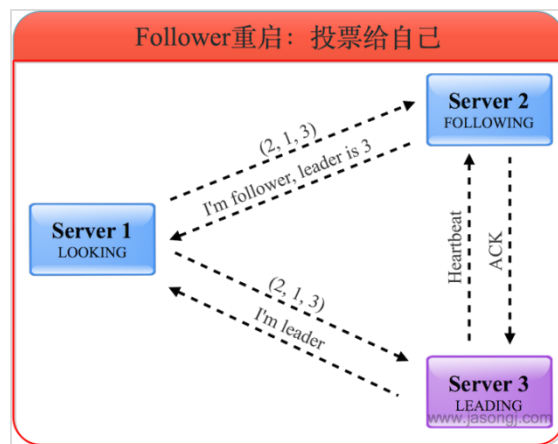 Follower重启：投票给自己
Server 2
FOLLOWING
(2, 1, 3)
I'm follower, leader is 3
Server 1
LOOKING
Heartbeat
ACK
(2, 1, 3)
I'm leader
Server 3
www.jasongj.com
LEADING